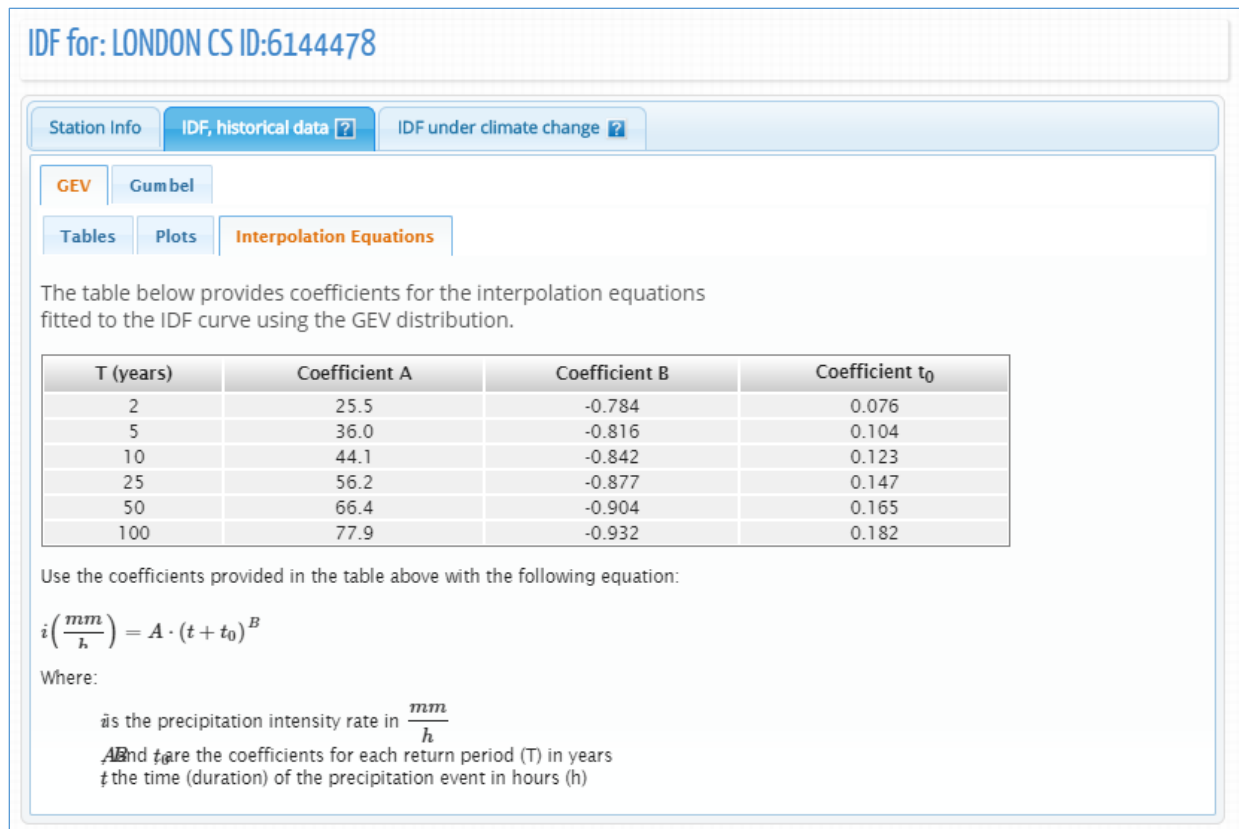 IDF for: LONDON CS ID:6144478
Station Info IDF, historical data ? IDF under climate change ?
GEV Gumbel
Tables Plots Interpolation Equations
The table below provides coefficients for the interpolation equations
fitted to the IDF curve using the GEV distribution.
T (years) Coefficient A Coefficient B Coefficient t₀
2 25.5 -0.784 0.076
5 36.0 -0.816 0.104
10 44.1 -0.842 0.123
25 56.2 -0.877 0.147
50 66.4 -0.904 0.165
100 77.9 -0.932 0.182
Use the coefficients provided in the table above with the following equation:
i(mm/h) = A · (t + t₀)^B
Where:
is the precipitation intensity rate in mm/h
are the coefficients for each return period (T) in years
t the time (duration) of the precipitation event in hours (h)